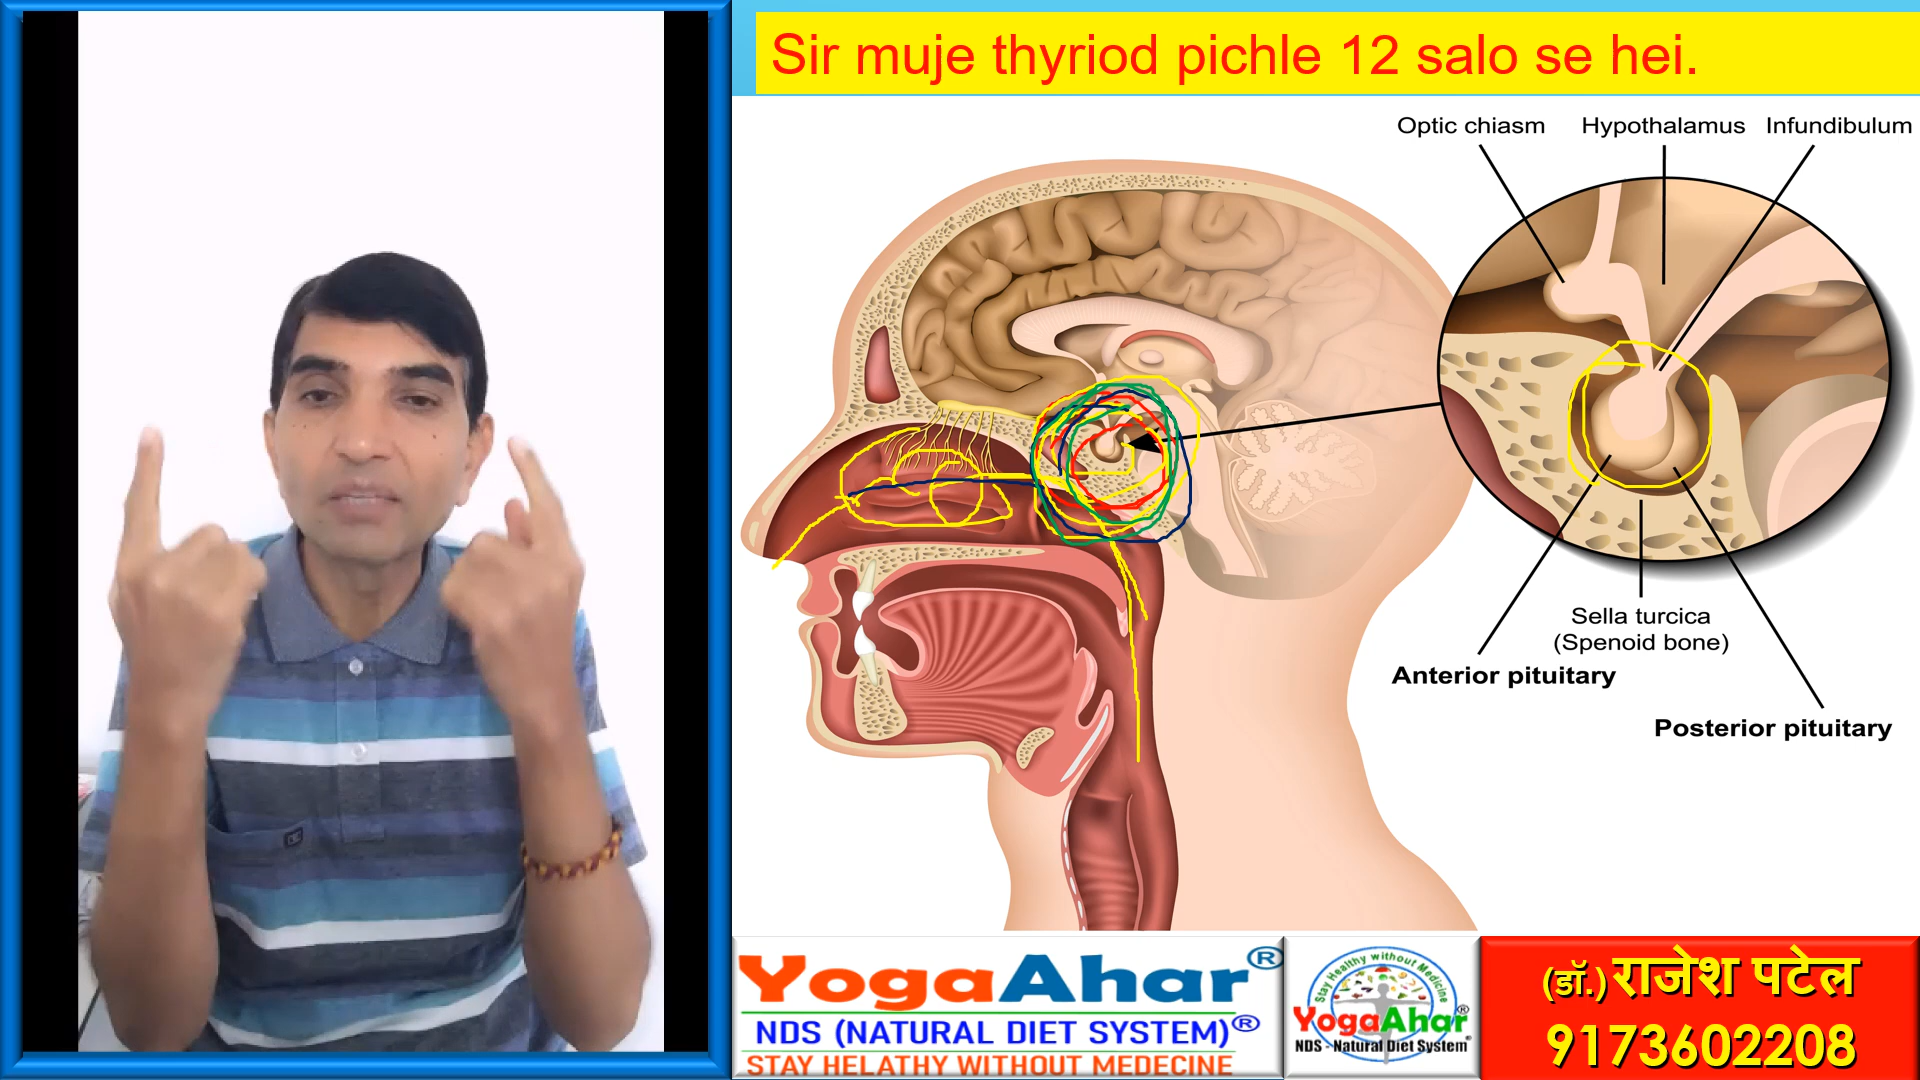 Sir muje thyriod pichle 12 salo se hei.
Optic chiasm Hypothalamus Infundibulum
Sella turcica
(Spenoid bone)
Anterior pituitary
Posterior pituitary
YogaAhar®
NDS (NATURAL DIET SYSTEM)®
STAY HELATHY WITHOUT MEDECINE
Stay Healthy without Medicine
YogaAhar®
NDS - Natural Diet System®
(डॉ.) राजेश पटेल
9173602208